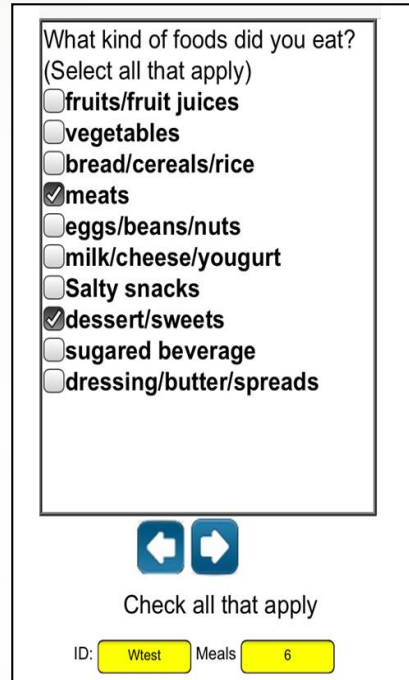 What kind of foods did you eat?
(Select all that apply)
fruits/fruit juices
vegetables
bread/cereals/rice
meats
eggs/beans/nuts
milk/cheese/yougurt
Salty snacks
dessert/sweets
sugared beverage
dressing/butter/spreads
Check all that apply
ID: Wtest Meals 6